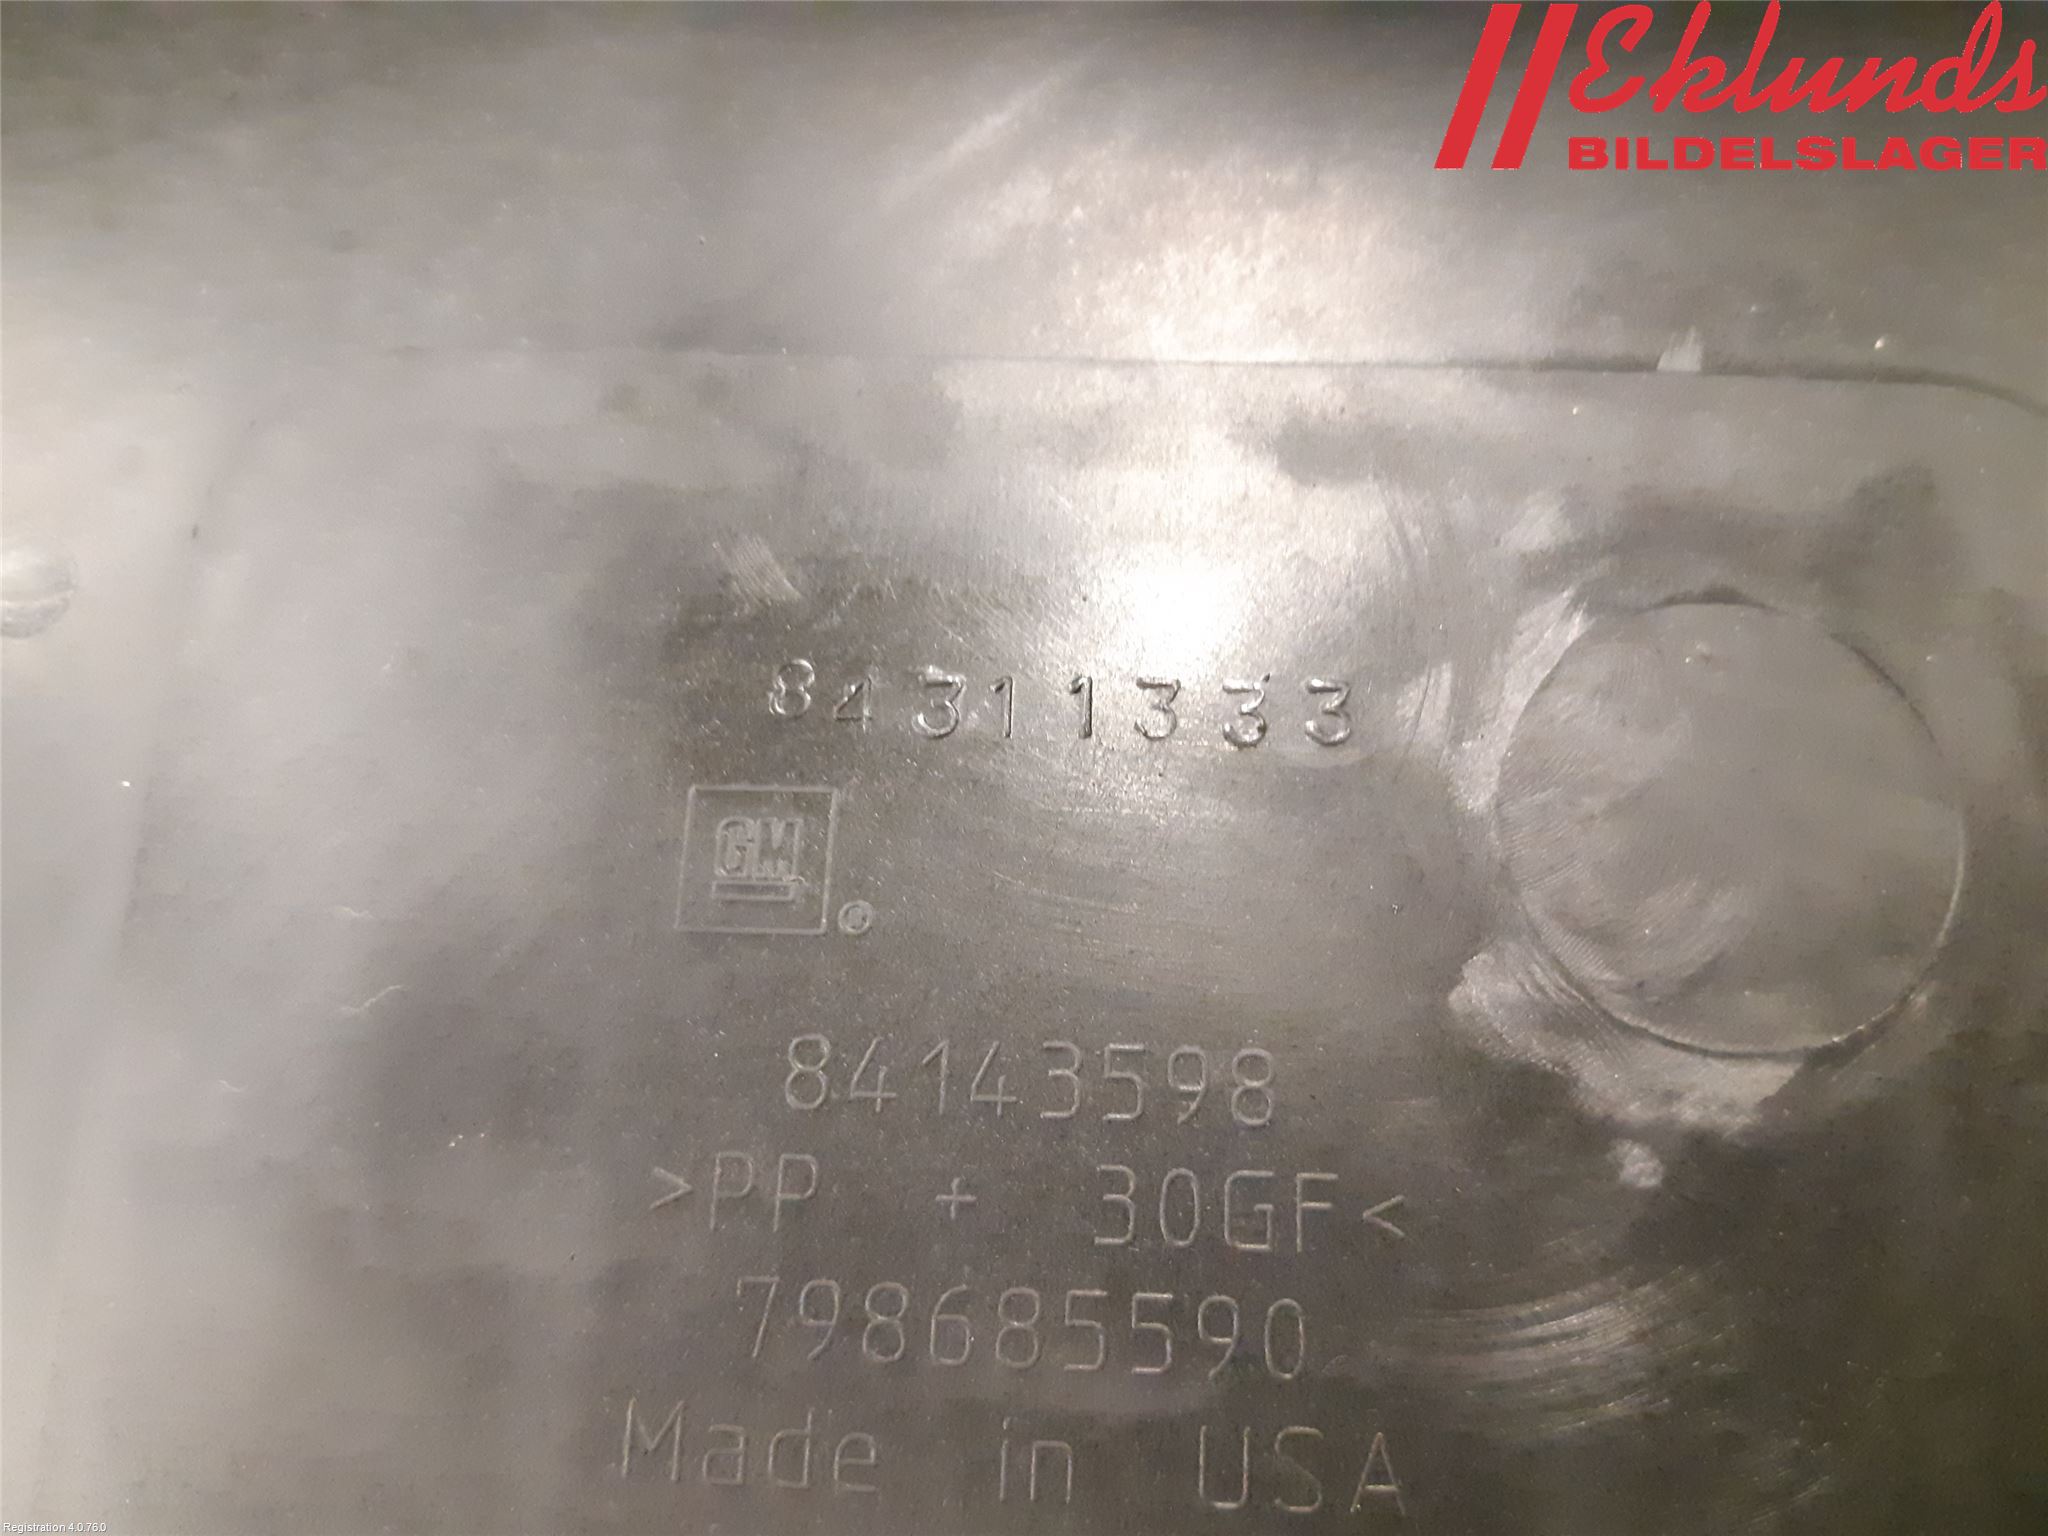 Eklunds
BILDELSLAGER
84311333
GM
®
84143598
>PP + 30GF<
798685590
Made in USA
Registration 4.0.76.0